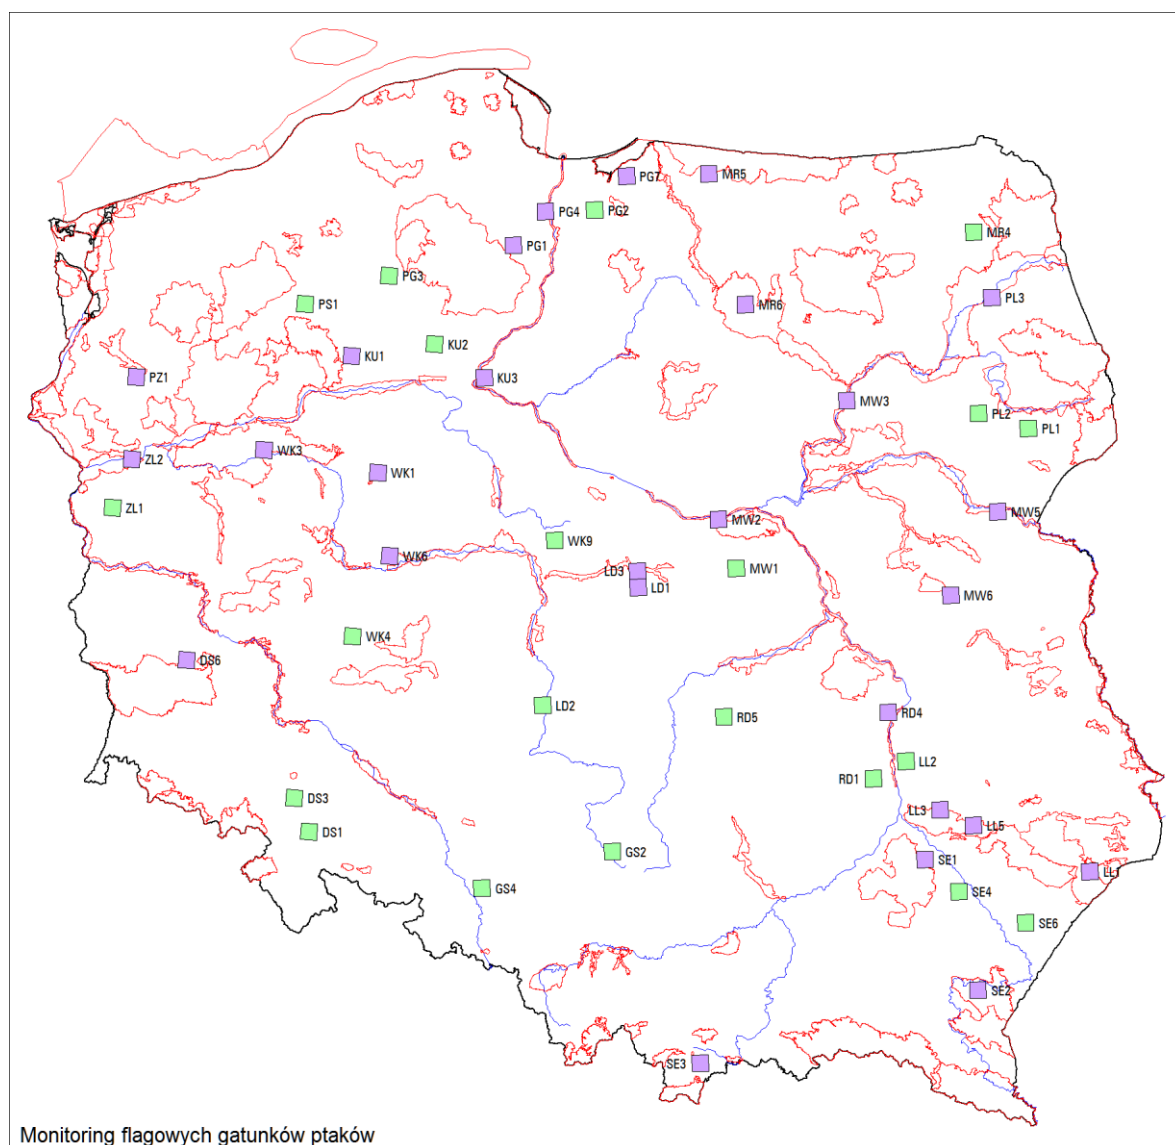 PG7
MR5
PG4
PG2
PG1
MR4
PG3
PL3
PS1
MR6
KU2
KU1
PZ1
KU3
MW3
PL2
PL1
WK3
ZL2
WK1
ZL1
MW5
MW2
WK9
WK6
MW1
LD3
LD1
MW6
WK4
DS6
LD2
RD4
RD5
LL2
RD1
DS3
LL3
LL5
DS1
GS2
SE1
LL1
GS4
SE4
SE6
SE2
SE3
Monitoring flagowych gatunków ptaków